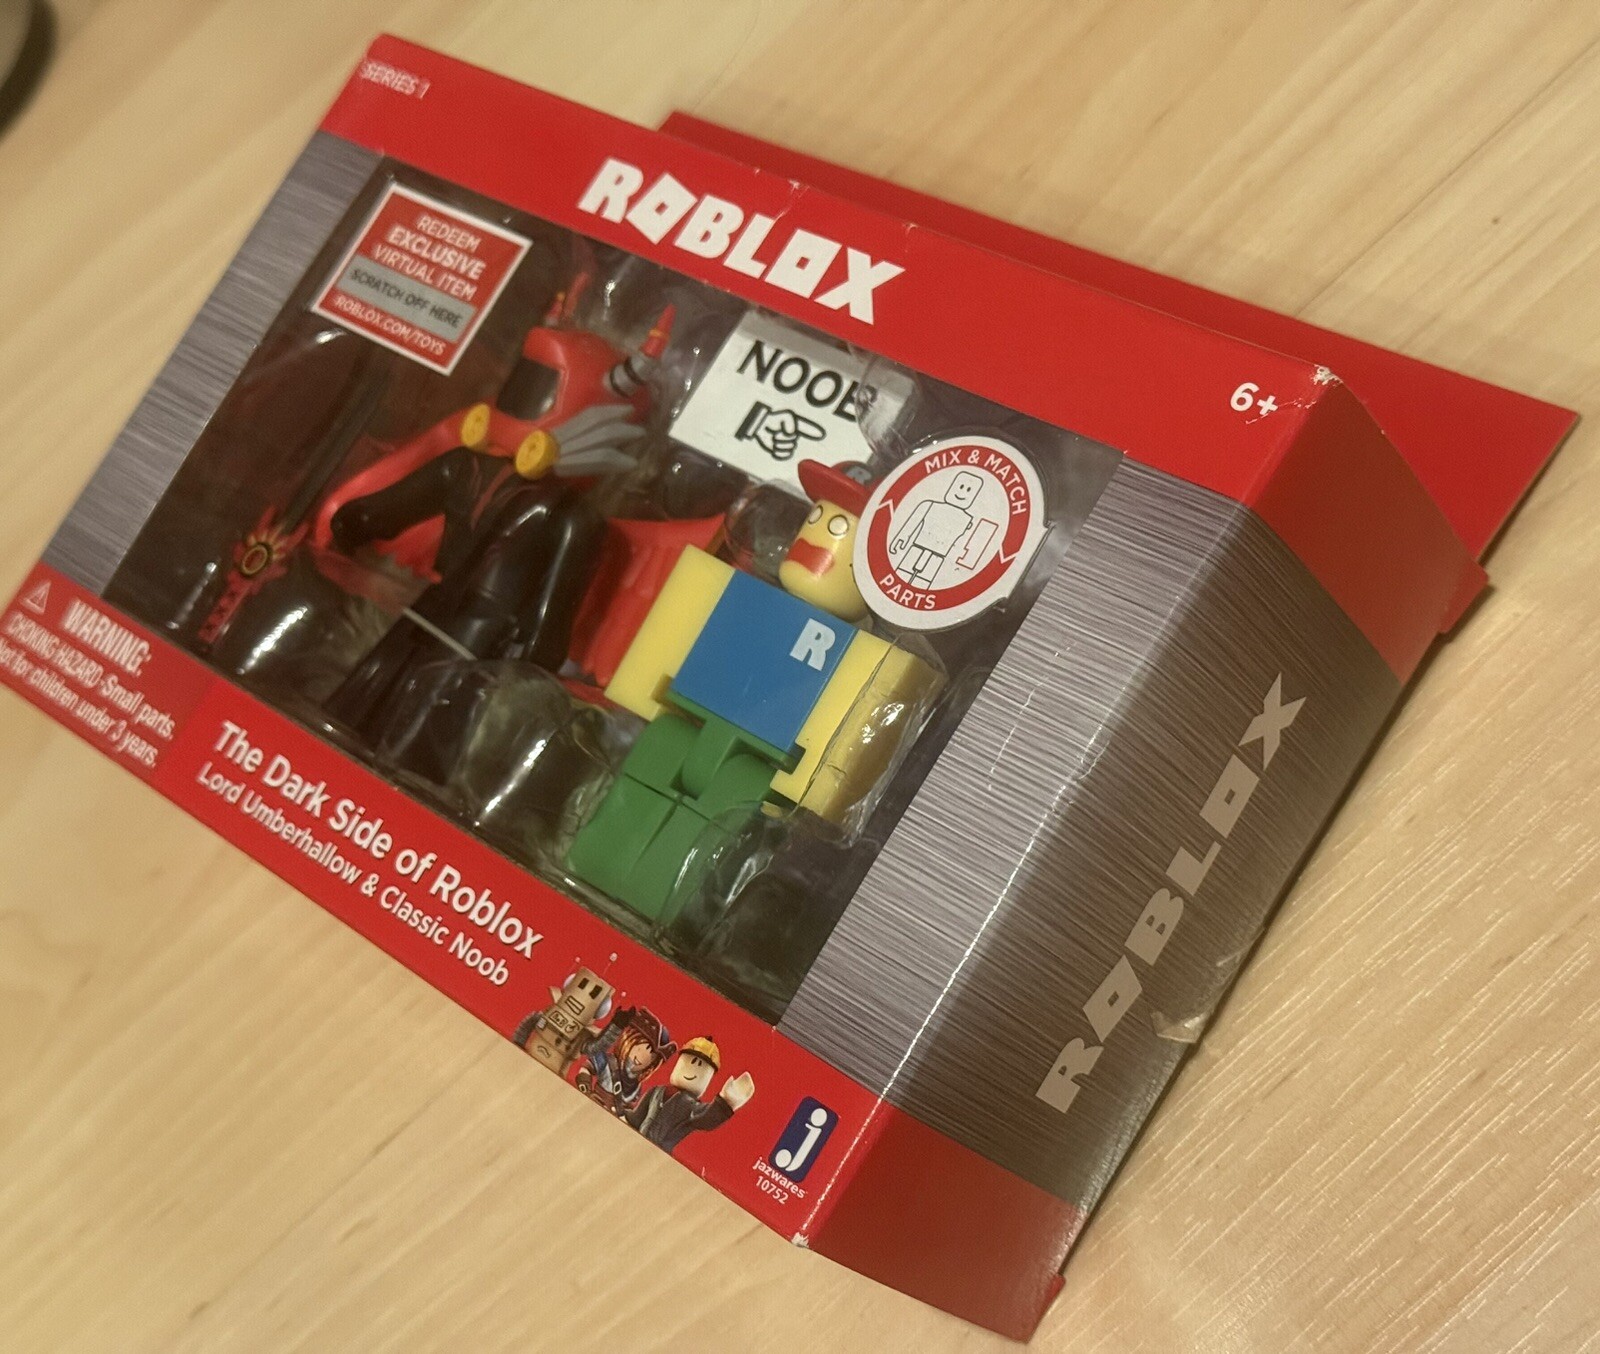 SERIES 1
ROBLOX
6+
REDEEM
EXCLUSIVE
VIRTUAL ITEM
SCRATCH OFF HERE
ROBLOX.COM/TOYS
NOOB
MIX & MATCH
PARTS
R
WARNING:
CHOKING HAZARD-Small parts.
Not for children under 3 years.
The Dark Side of Roblox
Lord Umberhallow & Classic Noob
j
jazwares
10752
ROBLOX